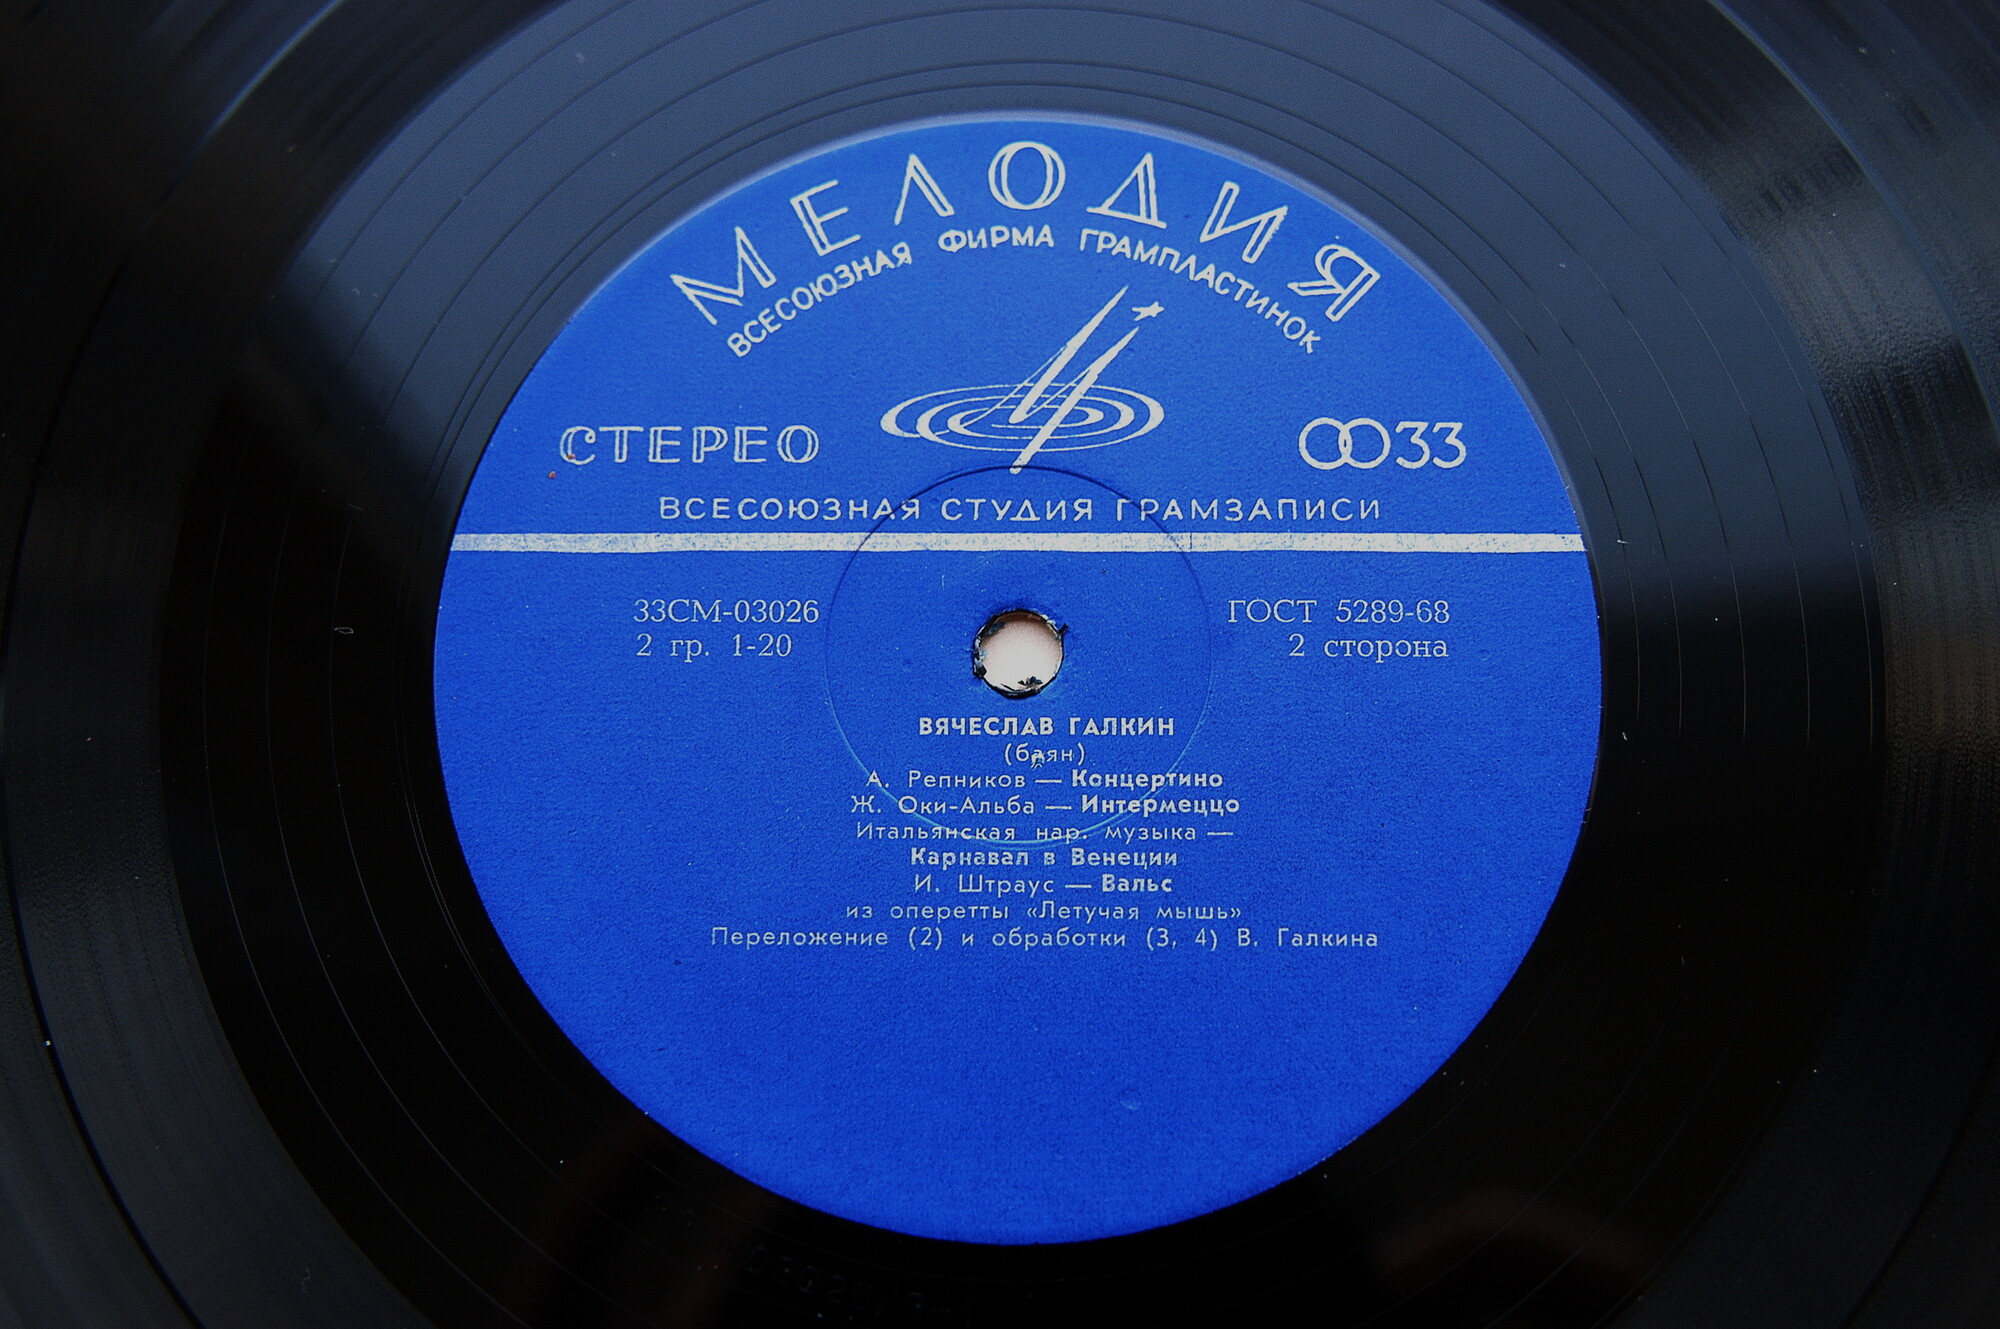 МЕЛОДИЯ
ВСЕСОЮЗНАЯ ФИРМА ГРАМПЛАСТИНОК
СТЕРЕО
33
ВСЕСОЮЗНАЯ СТУДИЯ ГРАМЗАПИСИ
33СМ-03026 ГОСТ 5289-68
2 гр. 1-20 2 сторона
ВЯЧЕСЛАВ ГАЛКИН
(баян)
А. Репников — Концертино
Ж. Оки-Альба — Интермеццо
Итальянская нар. музыка —
Карнавал в Венеции
И. Штраус — Вальс
из оперетты «Летучая мышь»
Переложение (2) и обработки (3, 4) В. Галкина